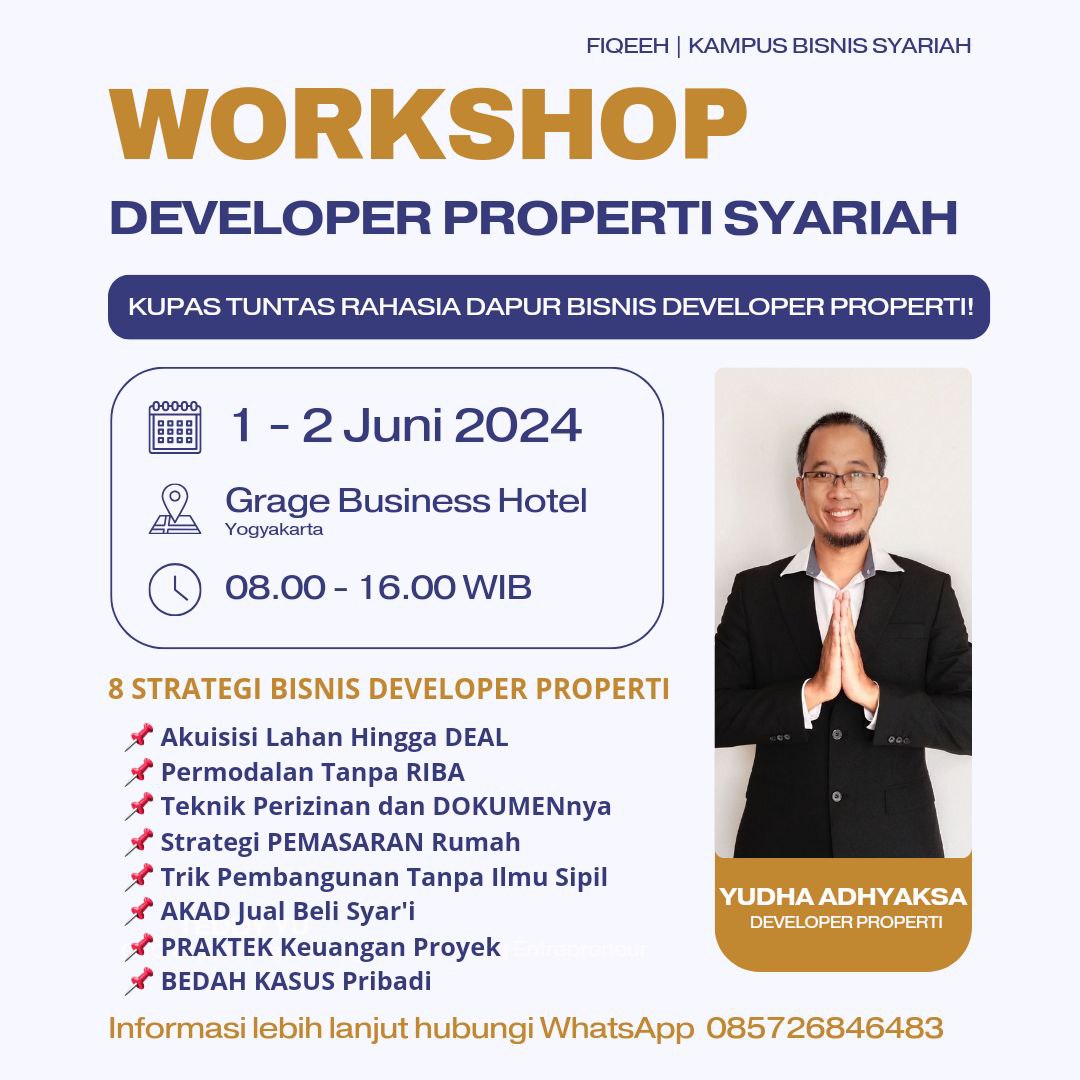 FIQEEH | KAMPUS BISNIS SYARIAH
WORKSHOP
DEVELOPER PROPERTI SYARIAH
KUPAS TUNTAS RAHASIA DAPUR BISNIS DEVELOPER PROPERTI!
1 - 2 Juni 2024
Grage Business Hotel
Yogyakarta
08.00 - 16.00 WIB
8 STRATEGI BISNIS DEVELOPER PROPERTI
Akuisisi Lahan Hingga DEAL
Permodalan Tanpa RIBA
Teknik Perizinan dan DOKUMENnya
Strategi PEMASARAN Rumah
Trik Pembangunan Tanpa Ilmu Sipil
AKAD Jual Beli Syar'i
PRAKTEK Keuangan Proyek
Entrepreneur
BEDAH KASUS Pribadi
YUDHA ADHYAKSA
DEVELOPER PROPERTI
Informasi lebih lanjut hubungi WhatsApp 085726846483